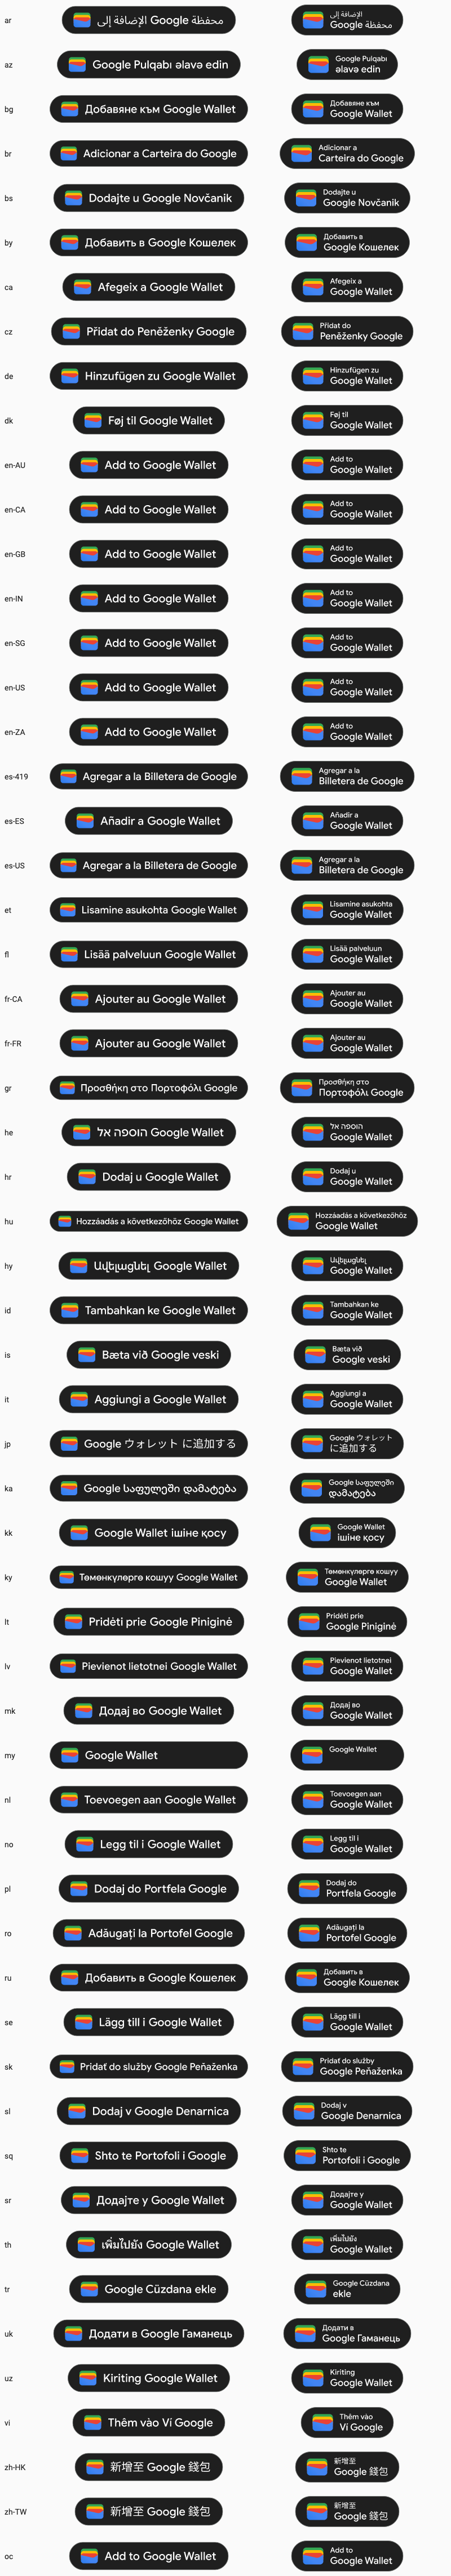 ar
الإضافة إلى Google محفظة
الإضافة إلى
Google محفظة
az
Google Pulqabı əlavə edin
Google Pulqabı
əlavə edin
bg
Добавяне към Google Wallet
Добавяне към
Google Wallet
br
Adicionar a Carteira do Google
Adicionar a
Carteira do Google
bs
Dodajte u Google Novčanik
Dodajte u
Google Novčanik
by
Добавить в Google Кошелек
Добавить в
Google Кошелек
ca
Afegeix a Google Wallet
Afegeix a
Google Wallet
cz
Přidat do Peněženky Google
Přidat do
Peněženky Google
de
Hinzufügen zu Google Wallet
Hinzufügen zu
Google Wallet
dk
Føj til Google Wallet
Føj til
Google Wallet
en-AU
Add to Google Wallet
Add to
Google Wallet
en-CA
Add to Google Wallet
Add to
Google Wallet
en-GB
Add to Google Wallet
Add to
Google Wallet
en-IN
Add to Google Wallet
Add to
Google Wallet
en-SG
Add to Google Wallet
Add to
Google Wallet
en-US
Add to Google Wallet
Add to
Google Wallet
en-ZA
Add to Google Wallet
Add to
Google Wallet
es-419
Agregar a la Billetera de Google
Agregar a la
Billetera de Google
es-ES
Añadir a Google Wallet
Añadir a
Google Wallet
es-US
Agregar a la Billetera de Google
Agregar a la
Billetera de Google
et
Lisamine asukohta Google Wallet
Lisamine asukohta
Google Wallet
fl
Lisää palveluun Google Wallet
Lisää palveluun
Google Wallet
fr-CA
Ajouter au Google Wallet
Ajouter au
Google Wallet
fr-FR
Ajouter au Google Wallet
Ajouter au
Google Wallet
gr
Προσθήκη στο Πορτοφόλι Google
Προσθήκη στο
Πορτοφόλι Google
he
הוספה אל Google Wallet
הוספה אל
Google Wallet
hr
Dodaj u Google Wallet
Dodaj u
Google Wallet
hu
Hozzáadás a következőhöz Google Wallet
Hozzáadás a következőhöz
Google Wallet
hy
Ավելացնել Google Wallet
Ավելացնել
Google Wallet
id
Tambahkan ke Google Wallet
Tambahkan ke
Google Wallet
is
Bæta við Google veski
Bæta við
Google veski
it
Aggiungi a Google Wallet
Aggiungi a
Google Wallet
jp
Google ウォレット に追加する
Google ウォレット
に追加する
ka
Google საფულეში დამატება
Google საფულეში
დამატება
kk
Google Wallet ішіне қосу
Google Wallet
ішіне қосу
ky
Төмөнкүлөргө кошуу Google Wallet
Төмөнкүлөргө кошуу
Google Wallet
lt
Pridėti prie Google Piniginė
Pridėti prie
Google Piniginė
lv
Pievienot lietotnei Google Wallet
Pievienot lietotnei
Google Wallet
mk
Додај во Google Wallet
Додај во
Google Wallet
my
Google Wallet
Google Wallet
nl
Toevoegen aan Google Wallet
Toevoegen aan
Google Wallet
no
Legg til i Google Wallet
Legg til i
Google Wallet
pl
Dodaj do Portfela Google
Dodaj do
Portfela Google
ro
Adăugați la Portofel Google
Adăugați la
Portofel Google
ru
Добавить в Google Кошелек
Добавить в
Google Кошелек
se
Lägg till i Google Wallet
Lägg till i
Google Wallet
sk
Pridať do služby Google Peňaženka
Pridať do služby
Google Peňaženka
sl
Dodaj v Google Denarnica
Dodaj v
Google Denarnica
sq
Shto te Portofoli i Google
Shto te
Portofoli i Google
sr
Додајте у Google Wallet
Додајте у
Google Wallet
th
เพิ่มไปยัง Google Wallet
เพิ่มไปยัง
Google Wallet
tr
Google Cüzdana ekle
Google Cüzdana
ekle
uk
Додати в Google Гаманець
Додати в
Google Гаманець
uz
Kiriting Google Wallet
Kiriting
Google Wallet
vi
Thêm vào Ví Google
Thêm vào
Ví Google
zh-HK
新增至 Google 錢包
新增至
Google 錢包
zh-TW
新增至 Google 錢包
新增至
Google 錢包
oc
Add to Google Wallet
Add to
Google Wallet